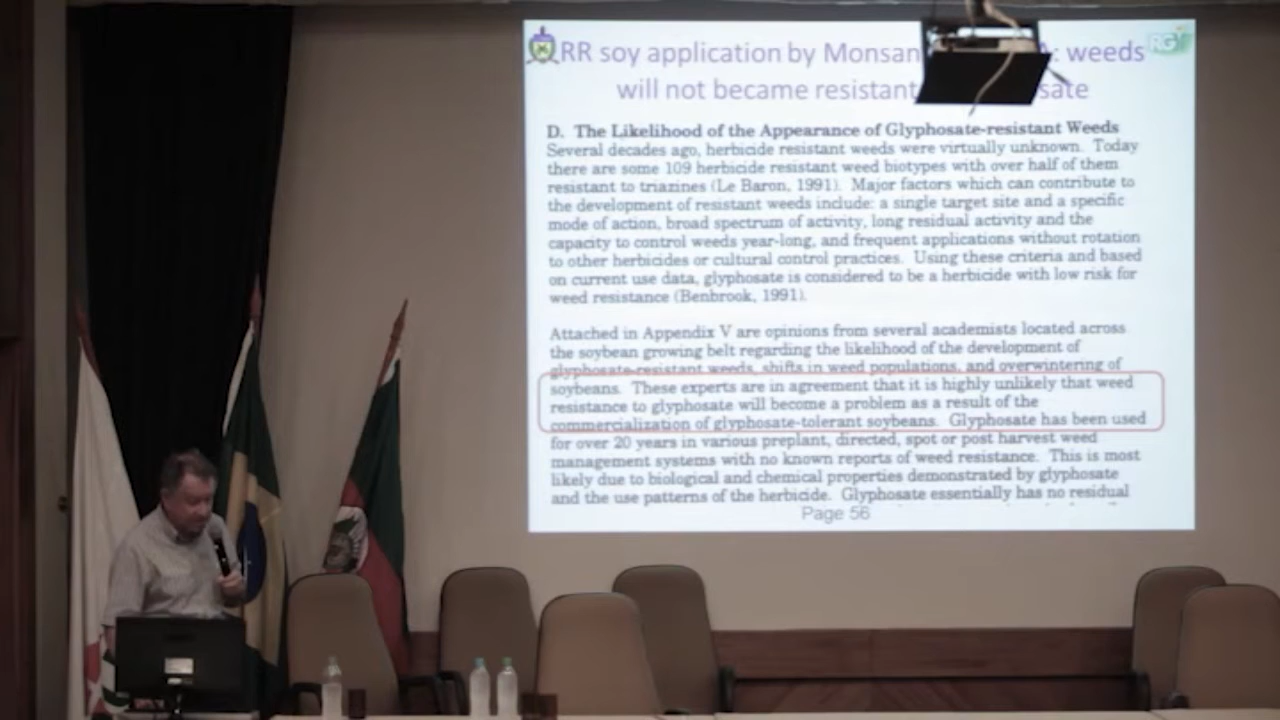 RR soy application by Monsan : weeds
will not became resistant sate
RG
D. The Likelihood of the Appearance of Glyphosate-resistant Weeds
Several decades ago, herbicide resistant weeds were virtually unknown. Today
there are some 109 herbicide resistant weed biotypes with over half of them
resistant to triazines (Le Baron, 1991). Major factors which can contribute to
the development of resistant weeds include: a single target site and a specific
mode of action, broad spectrum of activity, long residual activity and the
capacity to control weeds year-long, and frequent applications without rotation
to other herbicides or cultural control practices. Using these criteria and based
on current use data, glyphosate is considered to be a herbicide with low risk for
weed resistance (Benbrook, 1991).
Attached in Appendix V are opinions from several academists located across
the soybean growing belt regarding the likelihood of the development of
glyphosate-resistant weeds, shifts in weed populations, and overwintering of
soybeans. These experts are in agreement that it is highly unlikely that weed
resistance to glyphosate will become a problem as a result of the
commercialization of glyphosate-tolerant soybeans. Glyphosate has been used
for over 20 years in various preplant, directed, spot or post harvest weed
management systems with no known reports of weed resistance. This is most
likely due to biological and chemical properties demonstrated by glyphosate
and the use patterns of the herbicide. Glyphosate essentially has no residual
Page 56